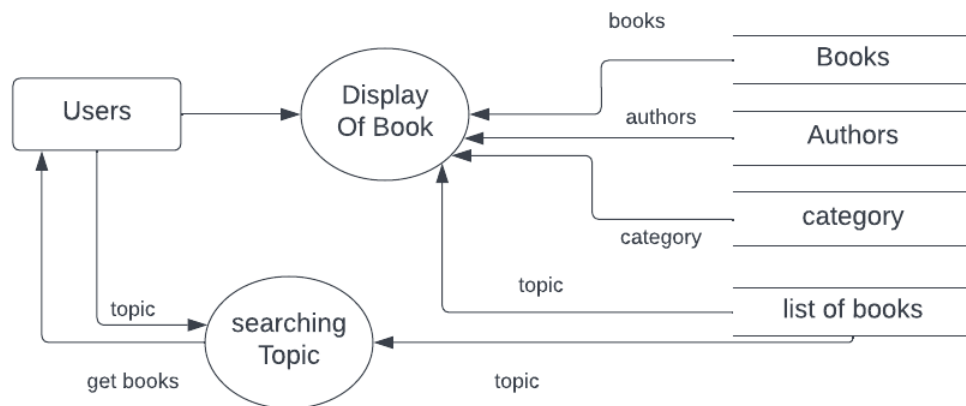 books
Books
Users
Display
Of Book
authors
Authors
category
category
topic
list of books
topic
searching
Topic
get books
topic